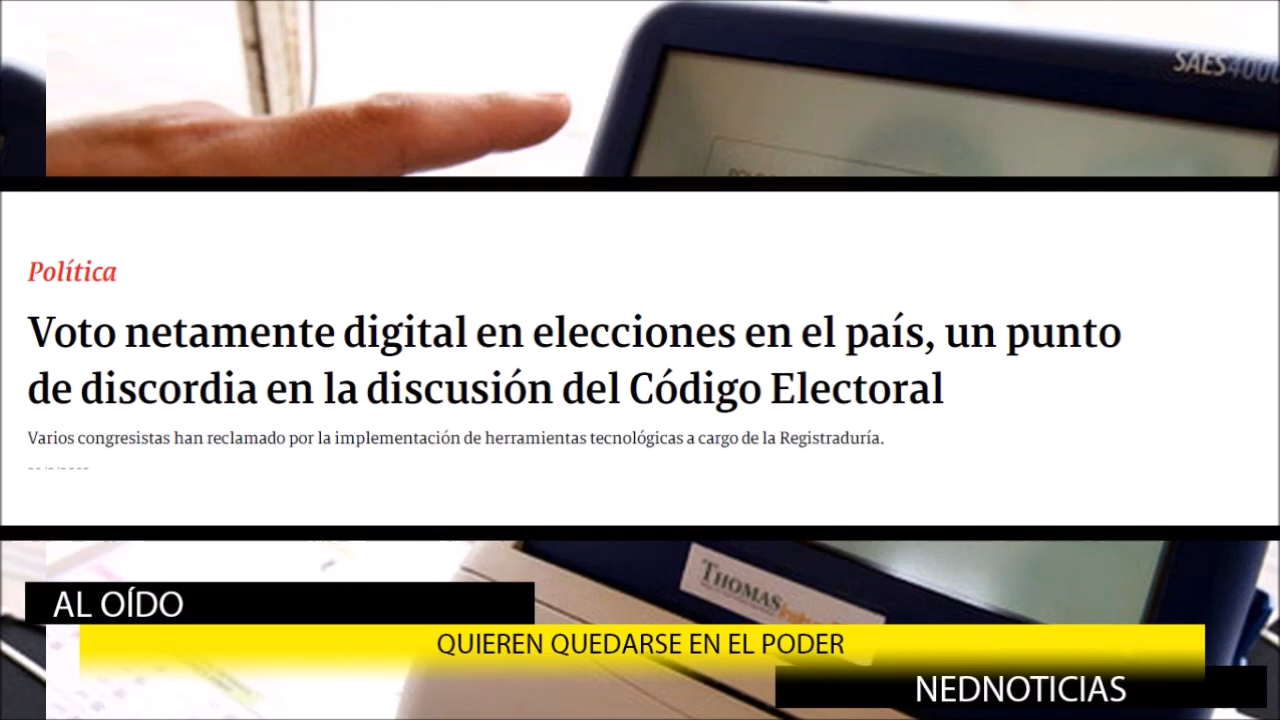 SAES4000
Política
Voto netamente digital en elecciones en el país, un punto
de discordia en la discusión del Código Electoral
Varios congresistas han reclamado por la implementación de herramientas tecnológicas a cargo de la Registraduría.
THOMAS
AL OÍDO
QUIEREN QUEDARSE EN EL PODER
NEDNOTICIAS